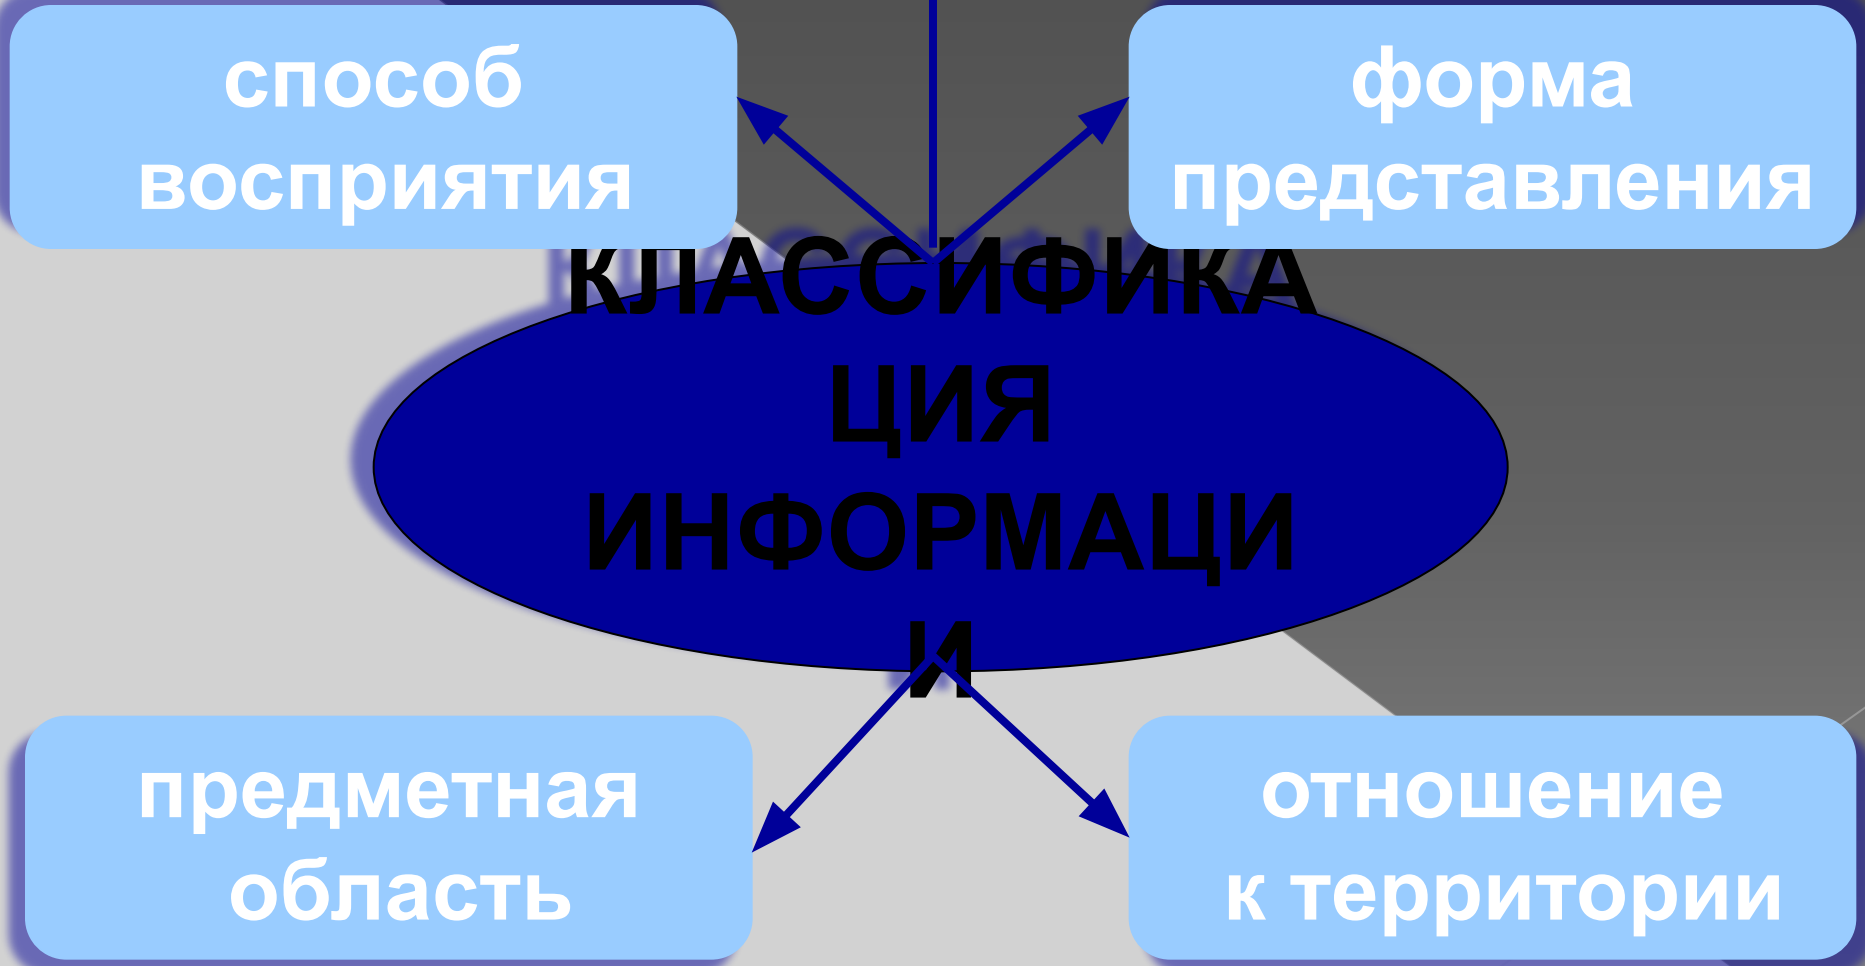 способ
восприятия
форма
представления
КЛАССИФИКА
ЦИЯ
ИНФОРМАЦИ
И
предметная
область
отношение
к территории